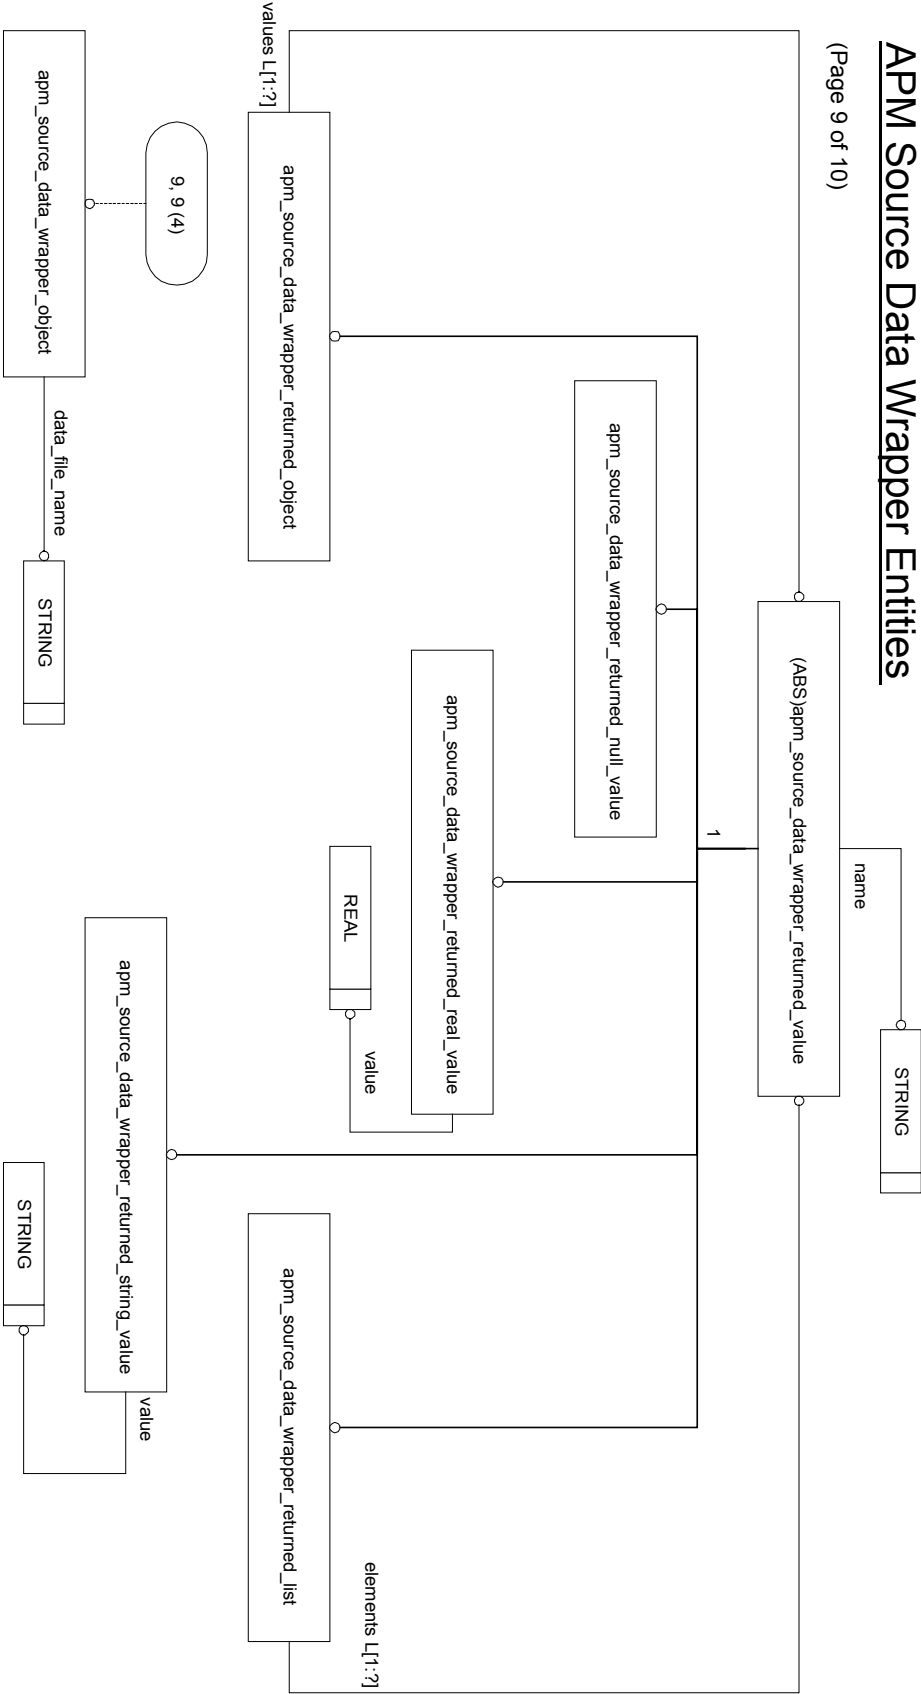 APM Source Data Wrapper Entities
(Page 9 of 10)
STRING
name
(ABS)apm_source_data_wrapper_returned_value
1
apm_source_data_wrapper_returned_null_value
apm_source_data_wrapper_returned_real_value
value
REAL
values L[1:?]
apm_source_data_wrapper_returned_object
elements L[1:?]
apm_source_data_wrapper_returned_list
9, 9 (4)
apm_source_data_wrapper_returned_string_value
value
STRING
apm_source_data_wrapper_object
data_file_name
STRING